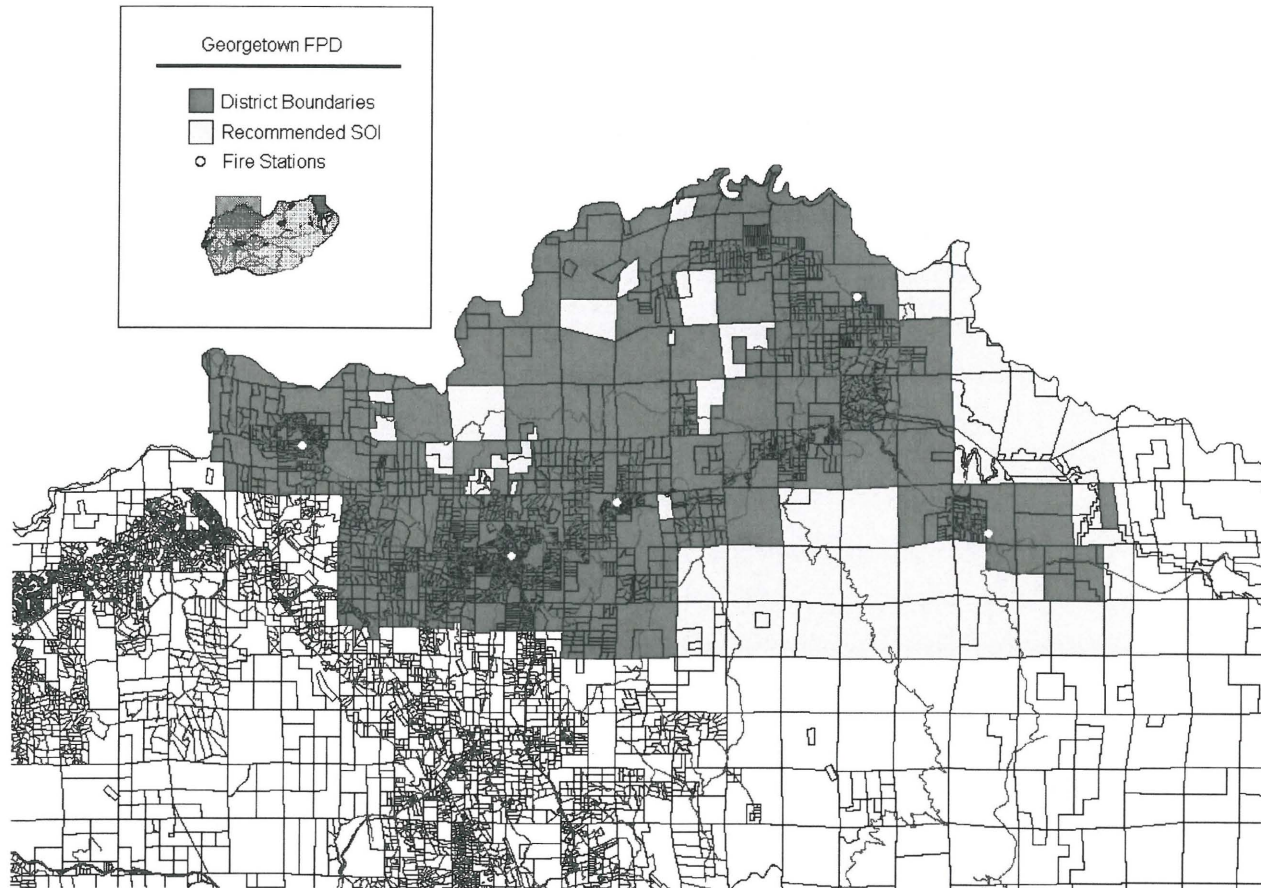 Georgetown FPD
District Boundaries
Recommended SOI
Fire Stations